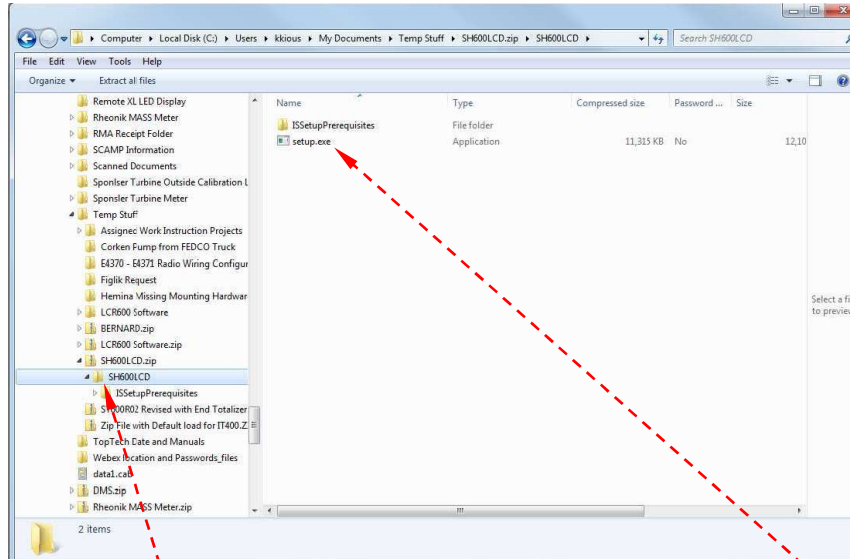 Computer ▸ Local Disk (C:) ▸ Users ▸ kkious ▸ My Documents ▸ Temp Stuff ▸ SH600LCD.zip ▸ SH600LCD ▸
Search SH600LCD
File Edit View Tools Help
Organize Extract all files
Name Type Compressed size Password ... Size
ISSetupPrerequisites File folder
setup.exe Application 11,315 KB No 12,10
Remote XL LED Display
Rheonik MASS Meter
RMA Receipt Folder
SCAMP Information
Scanned Documents
Sponlser Turbine Outside Calibration L
Sponsler Turbine Meter
Temp Stuff
Assigned Work Instruction Projects
Corken Pump from FEDCO Truck
E4370 - E4371 Radio Wiring Configur
Figlik Request
Hemina Missing Mounting Hardwar
LCR600 Software
BERNARD.zip
LCR600 Software.zip
SH600LCD.zip
SH600LCD
ISSetupPrerequisites
Revised with End Totalizer
Zip File with Default load for IT400.Z
TopTech Date and Manuals
Webex location and Passwords_files
data1.cab
DMS.zip
Rheonik MASS Meter.zip
Select a fi
to preview
2 items